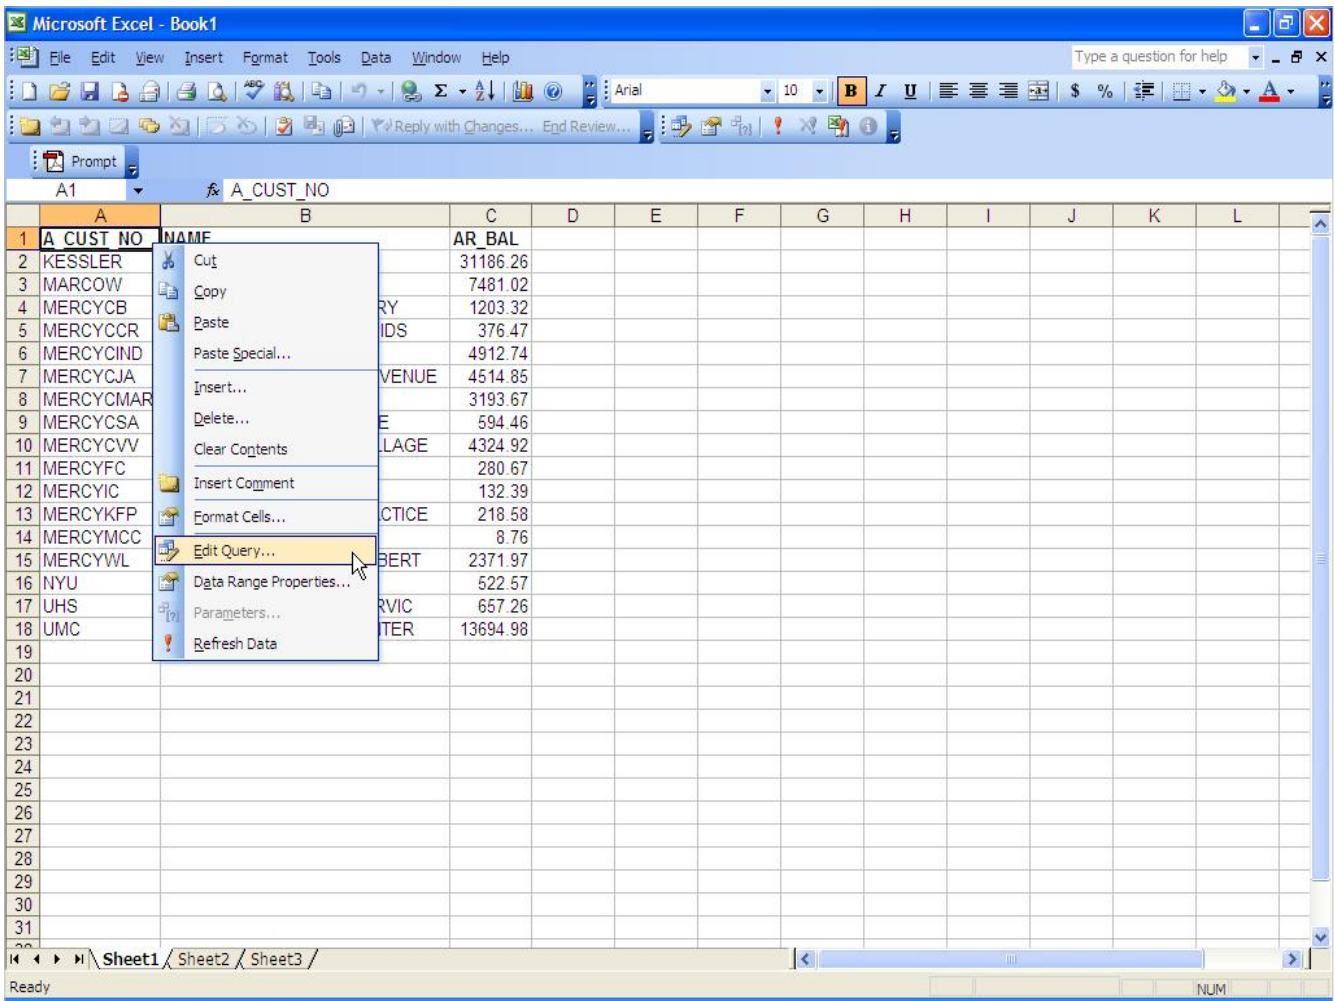 Microsoft Excel - Book1
File Edit View Insert Format Tools Data Window Help Type a question for help
Arial 10 B I U $ %
Reply with Changes... End Review...
Prompt
A1 fx A_CUST_NO
A B C D E F G H I J K L
1 A_CUST_NO NAME AR_BAL
2 KESSLER 31186.26
3 MARCOW 7481.02
4 MERCYCB RY 1203.32
5 MERCYCCR IDS 376.47
6 MERCYCIND 4912.74
7 MERCYCJA VENUE 4514.85
8 MERCYCMAR 3193.67
9 MERCYCSA E 594.46
10 MERCYCVV LLAGE 4324.92
11 MERCYFC 280.67
12 MERCYIC 132.39
13 MERCYKFP ACTICE 218.58
14 MERCYMCC 8.76
15 MERCYWL BERT 2371.97
16 NYU 522.57
17 UHS RVIC 657.26
18 UMC NTER 13694.98
19
20
21
22
23
24
25
26
27
28
29
30
31
Cut
Copy
Paste
Paste Special...
Insert...
Delete...
Clear Contents
Insert Comment
Format Cells...
Edit Query...
Data Range Properties...
Parameters...
Refresh Data
Sheet1 Sheet2 Sheet3
Ready NUM